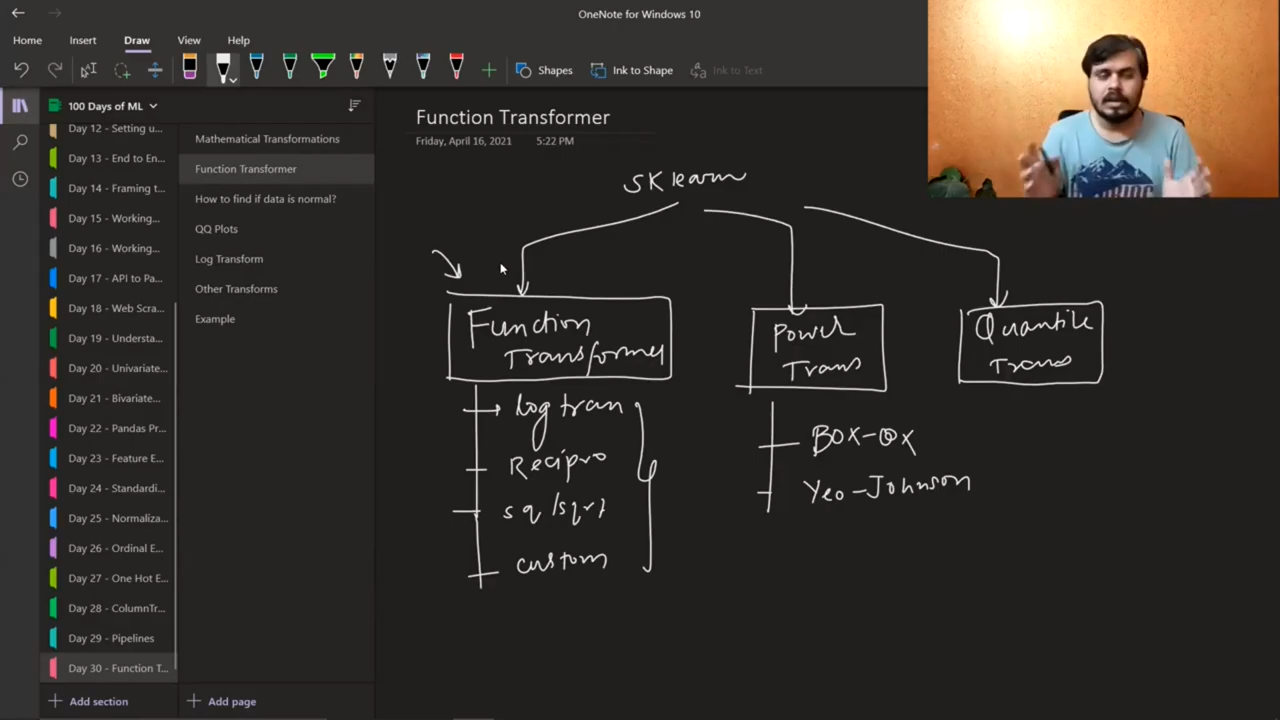 OneNote for Windows 10
Home Insert Draw View Help
Shapes Ink to Shape Ink to Text
100 Days of ML
Day 12 - Setting u...
Day 13 - End to En...
Day 14 - Framing t...
Day 15 - Working...
Day 16 - Working...
Day 17 - API to Pa...
Day 18 - Web Scra...
Day 19 - Understa...
Day 20 - Univariate...
Day 21 - Bivariate...
Day 22 - Pandas Pr...
Day 23 - Feature E...
Day 24 - Standardi...
Day 25 - Normaliza...
Day 26 - Ordinal E...
Day 27 - One Hot E...
Day 28 - ColumnTr...
Day 29 - Pipelines
Day 30 - Function T...
Add section
Mathematical Transformations
Function Transformer
How to find if data is normal?
QQ Plots
Log Transform
Other Transforms
Example
Add page
Function Transformer
Friday, April 16, 2021 5:22 PM
SK learn
Function
Transformer
Log tran
Recipro
sq/sqrt
custom
Power
Trans
Box-Cox
Yeo-Johnson
Quantile
Trans